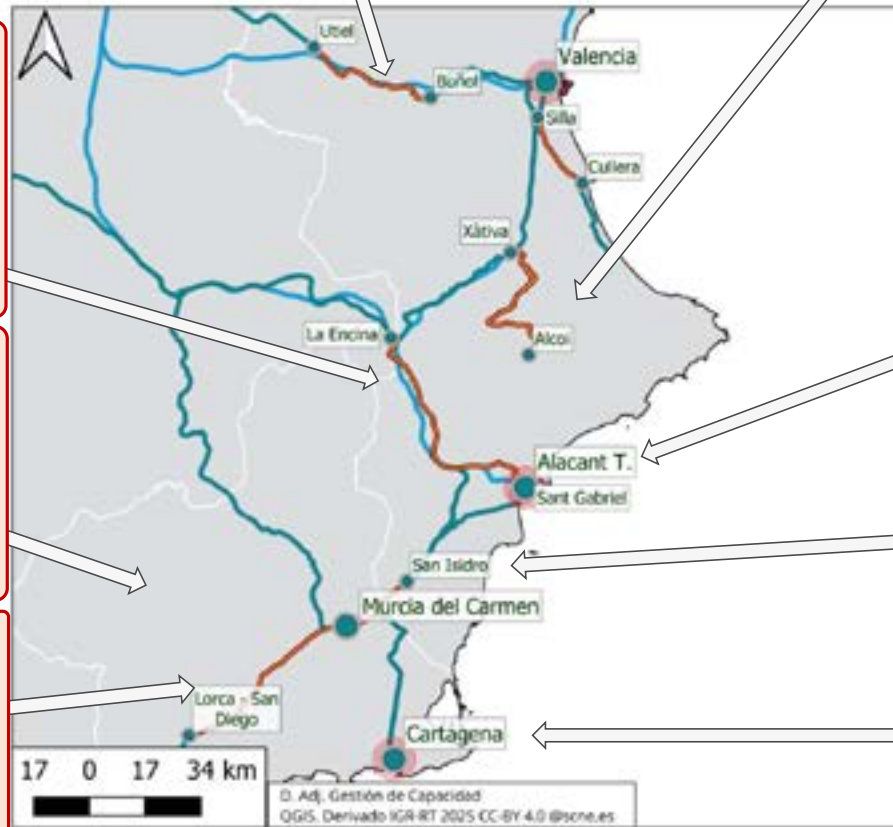 Utiel
Valencia
Buñol
Silla
Cullera
Xàtiva
La Encina
Alcoi
Alacant T.
Sant Gabriel
San Isidro
Murcia del Carmen
Lorca - San
Diego
Cartagena
17 0 17 34 km
D. Adj. Gestión de Capacidad
QGIS. Derivado IGR-RT 2025 CC-BY 4.0 @scne.es